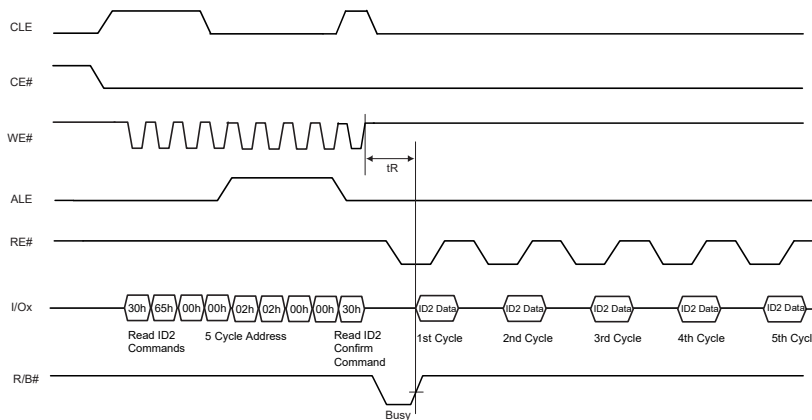 CLE
CE#
WE#
tR
ALE
RE#
I/Ox
30h 65h 00h 00h 02h 02h 00h 00h 30h ID2 Data ID2 Data ID2 Data ID2 Data ID2 Data
Read ID2
Commands
5 Cycle Address
Read ID2
Confirm
Command
1st Cycle
2nd Cycle
3rd Cycle
4th Cycle
5th Cycl
R/B#
Busy